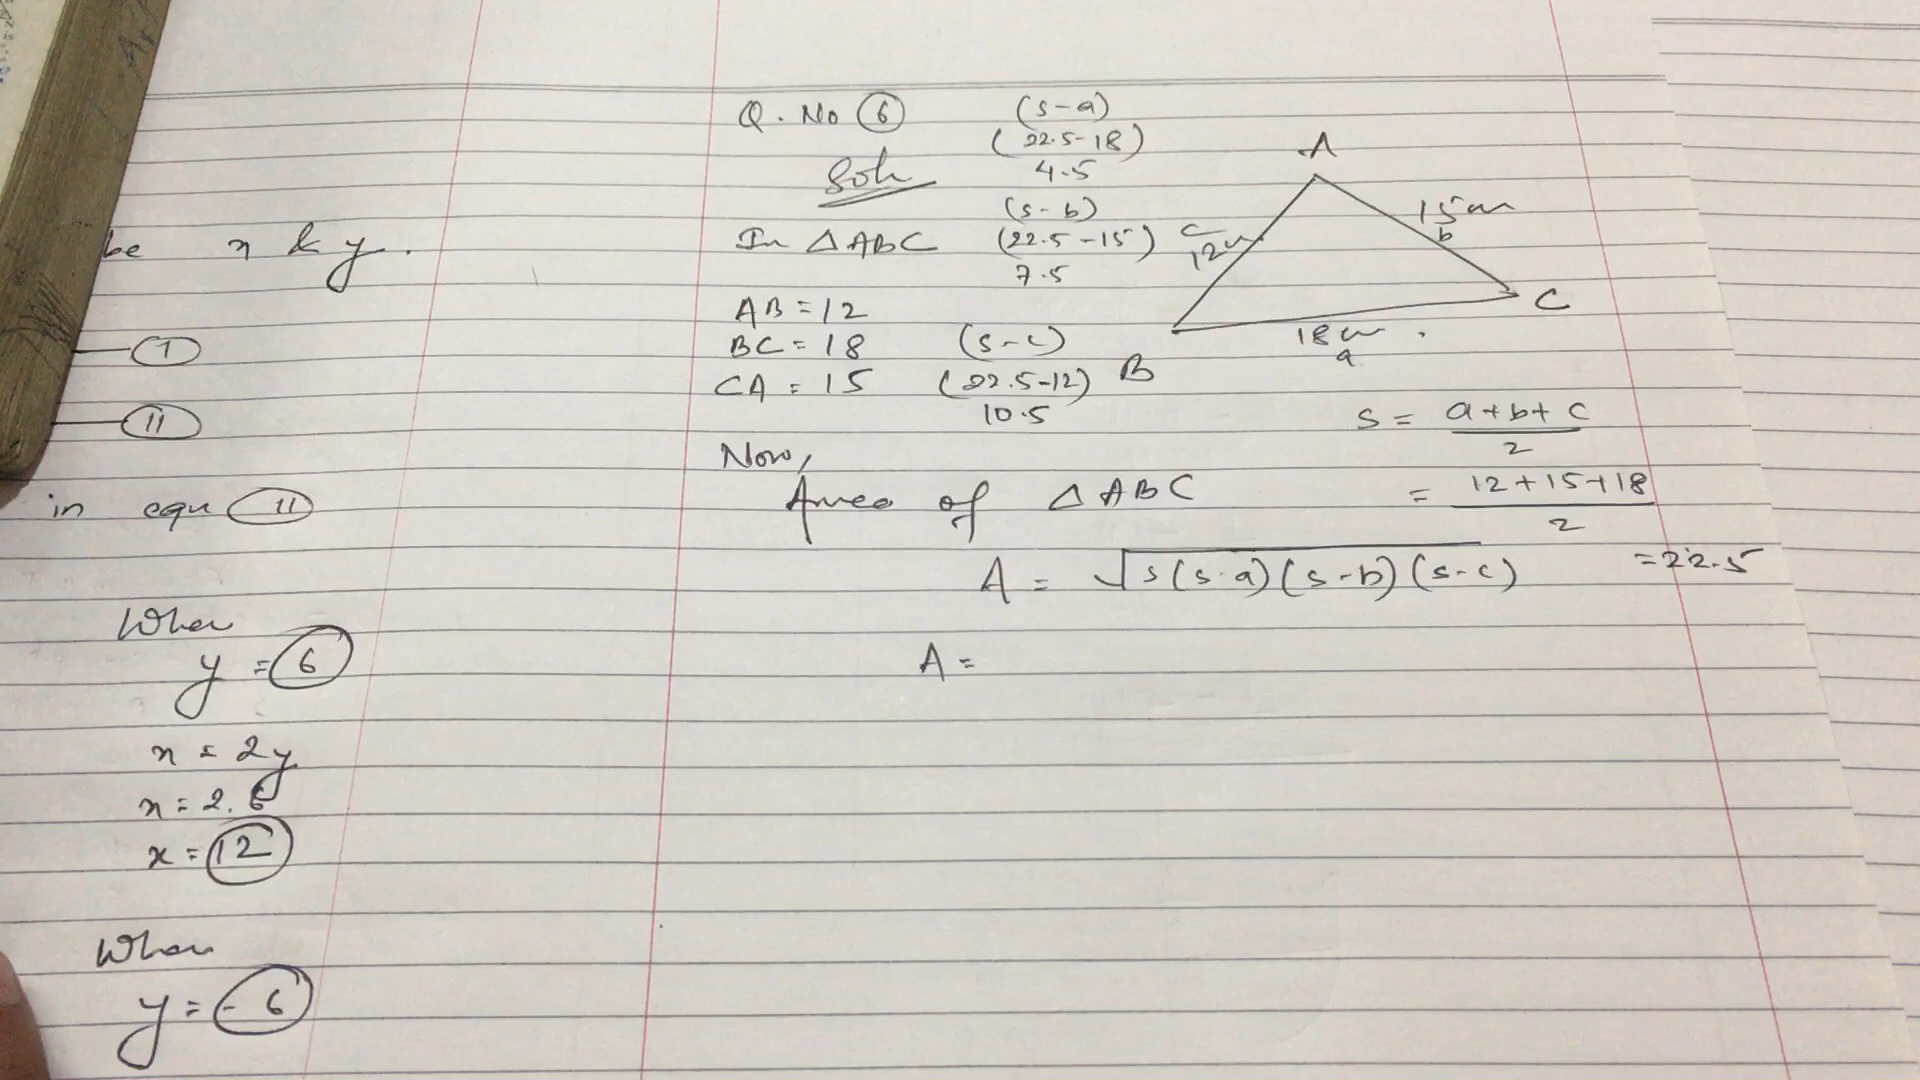 be x & y.
I
II
in equ II
When
y = 6
x = 2y
x = 2.6
x = 12
When
y = -6
Q. No 6
Soln
In △ABC
AB = 12
BC = 18
CA = 15
(s-a)
(22.5-18)
4.5
(s-b)
(22.5-15)
7.5
(s-c)
(22.5-12)
10.5
A
c
12cm
15cm
b
C
18cm
a
B
s = a+b+c
2
= 12+15+18
2
= 22.5
Now,
Area of △ABC
A = √s(s-a)(s-b)(s-c)
A =